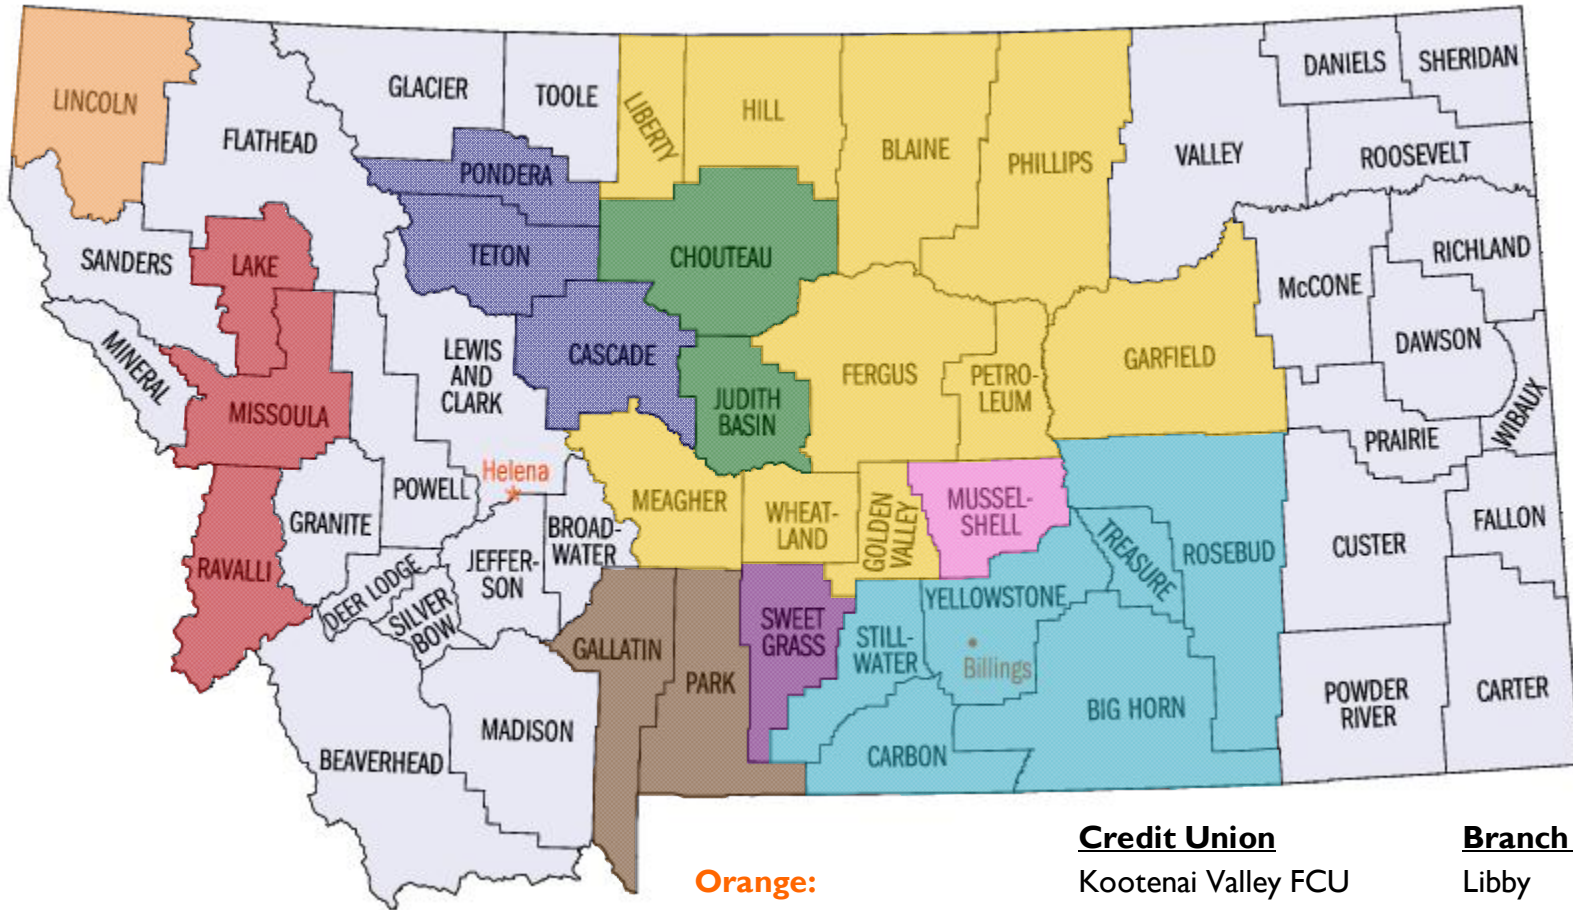 LINCOLN
FLATHEAD
GLACIER
TOOLE
LIBERTY
HILL
BLAINE
PHILLIPS
VALLEY
DANIELS
SHERIDAN
ROOSEVELT
PONDERA
TETON
CHOUTEAU
SANDERS
LAKE
RICHLAND
McCONE
DAWSON
MINERAL
LEWIS
AND
CLARK
CASCADE
JUDITH
BASIN
FERGUS
PETRO-
LEUM
GARFIELD
WIBAUX
PRAIRIE
MISSOULA
Helena
POWELL
GRANITE
BROAD-
WATER
MEAGHER
WHEAT-
LAND
GOLDEN
VALLEY
MUSSEL-
SHELL
TREASURE
ROSEBUD
CUSTER
FALLON
RAVALLI
DEER LODGE
SILVER
BOW
JEFFER-
SON
GALLATIN
PARK
SWEET
GRASS
STILL-
WATER
YELLOWSTONE
Billings
BIG HORN
CARBON
POWDER
RIVER
CARTER
MADISON
BEAVERHEAD
Credit Union Branch
Orange: Kootenai Valley FCU Libby